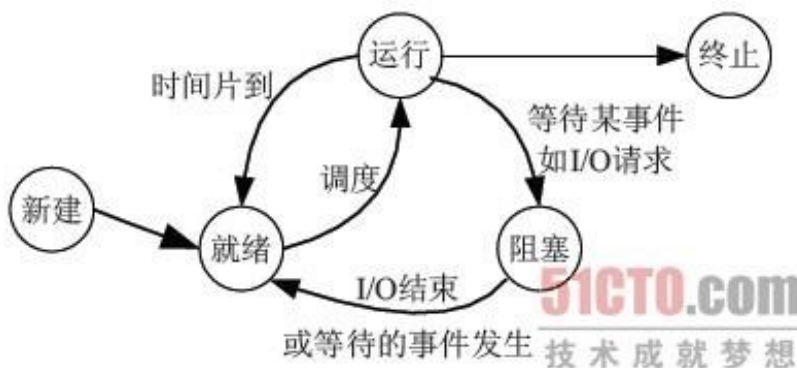 运行
终止
时间片到
等待某事件
如I/O请求
调度
新建
就绪
阻塞
I/O结束
或等待的事件发生
51CTO.com
技术成就梦想